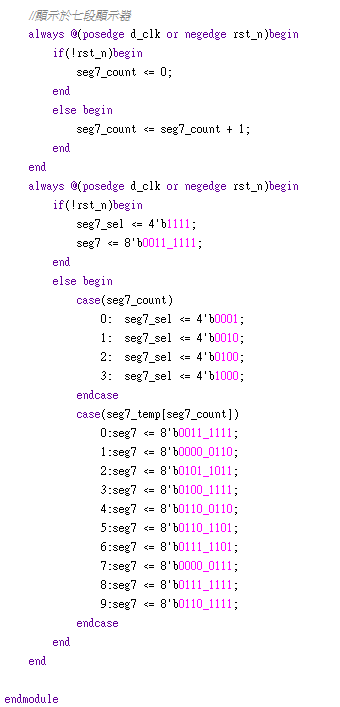 //顯示於七段顯示器
always @(posedge d_clk or negedge rst_n)begin
if(!rst_n)begin
seg7_count <= 0;
end
else begin
seg7_count <= seg7_count + 1;
end
end
always @(posedge d_clk or negedge rst_n)begin
if(!rst_n)begin
seg7_sel <= 4'b1111;
seg7 <= 8'b0011_1111;
end
else begin
case(seg7_count)
0: seg7_sel <= 4'b0001;
1: seg7_sel <= 4'b0010;
2: seg7_sel <= 4'b0100;
3: seg7_sel <= 4'b1000;
endcase
case(seg7_temp[seg7_count])
0:seg7 <= 8'b0011_1111;
1:seg7 <= 8'b0000_0110;
2:seg7 <= 8'b0101_1011;
3:seg7 <= 8'b0100_1111;
4:seg7 <= 8'b0110_0110;
5:seg7 <= 8'b0110_1101;
6:seg7 <= 8'b0111_1101;
7:seg7 <= 8'b0000_0111;
8:seg7 <= 8'b0111_1111;
9:seg7 <= 8'b0110_1111;
endcase
end
end
endmodule